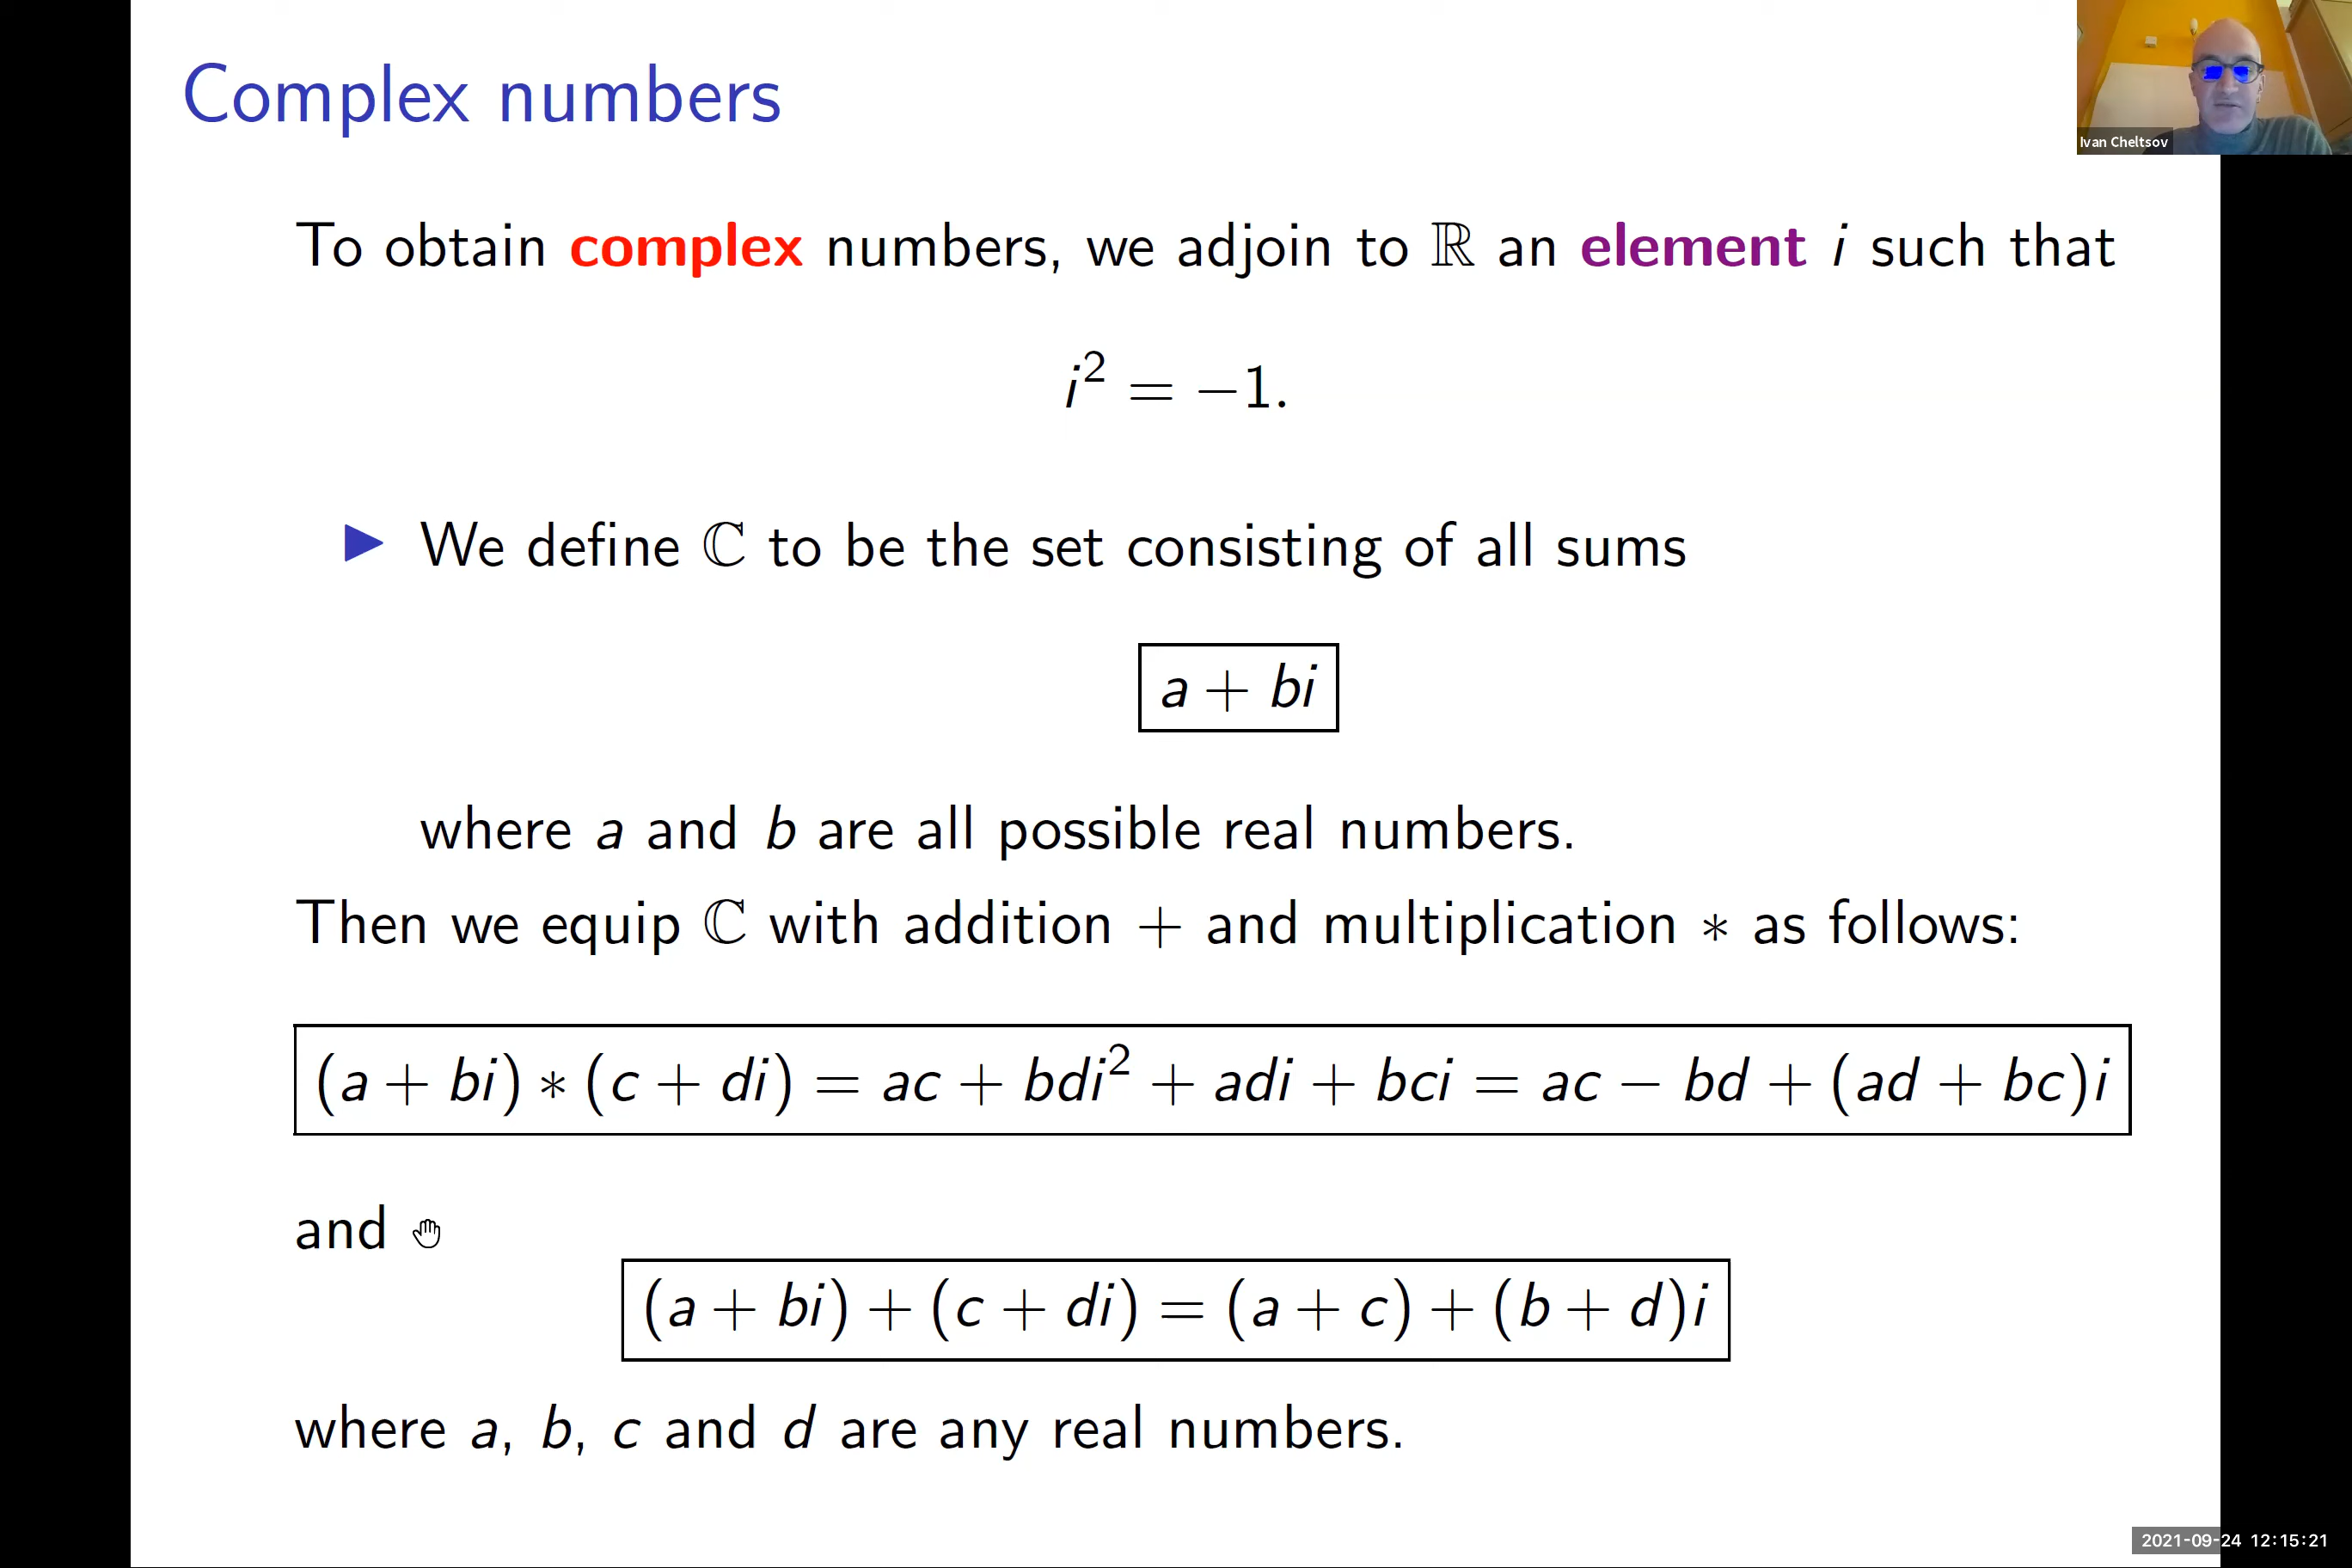 Complex numbers
Ivan Cheltsov
To obtain complex numbers, we adjoin to ℝ an element i such that
i² = −1.
▶ We define ℂ to be the set consisting of all sums
a + bi
where a and b are all possible real numbers.
Then we equip ℂ with addition + and multiplication ∗ as follows:
(a + bi) ∗ (c + di) = ac + bdi² + adi + bci = ac − bd + (ad + bc)i
and
(a + bi) + (c + di) = (a + c) + (b + d)i
where a, b, c and d are any real numbers.
2021-09-24 12:15:21